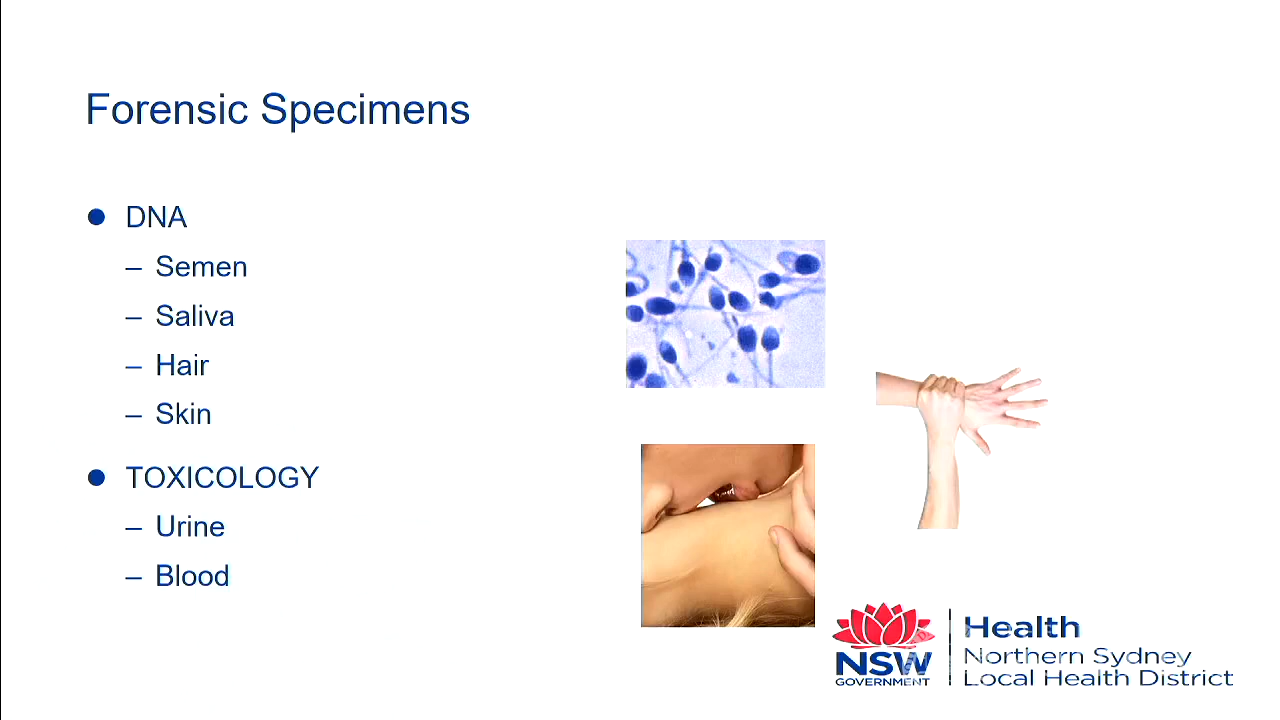 Forensic Specimens
● DNA
– Semen
– Saliva
– Hair
– Skin
● TOXICOLOGY
– Urine
– Blood
NSW
GOVERNMENT
Health
Northern Sydney
Local Health District